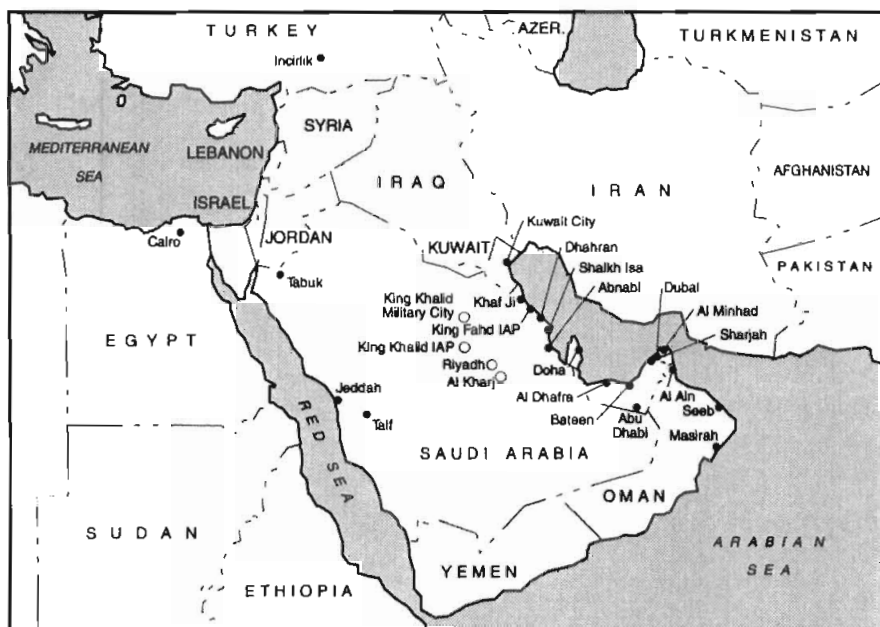 TURKEY
AZER.
TURKMENISTAN
Incirlik
SYRIA
MEDITERRANEAN
SEA
LEBANON
AFGHANISTAN
IRAQ
IRAN
ISRAEL
Cairo
JORDAN
KUWAIT
Kuwait City
Dhahran
Shaikh Isa
Abnabi
PAKISTAN
Tabuk
King Khalid
Military City
Khaf Ji
Dubai
Al Minhad
Sharjah
King Fahd IAP
EGYPT
King Khalid IAP
Riyadh
Al Kharj
Doha
Al Dhafra
Bateen
Abu
Dhabi
Al Ain
Seeb
Masirah
Jeddah
Taif
RED SEA
SAUDI ARABIA
OMAN
SUDAN
ETHIOPIA
YEMEN
ARABIAN
SEA